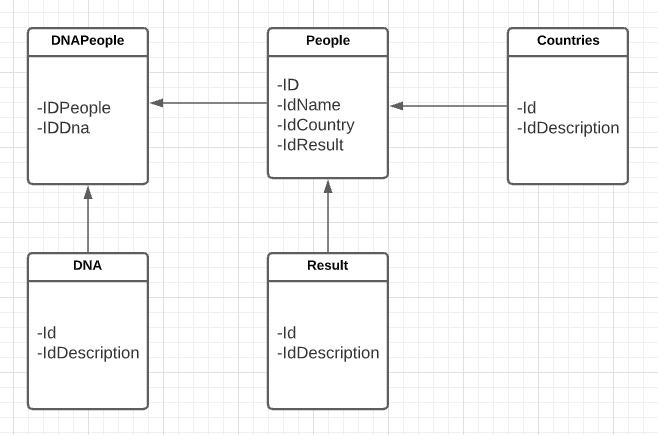 DNAPeople
-IDPeople
-IDDna
People
-ID
-IdName
-IdCountry
-IdResult
Countries
-Id
-IdDescription
DNA
-Id
-IdDescription
Result
-Id
-IdDescription